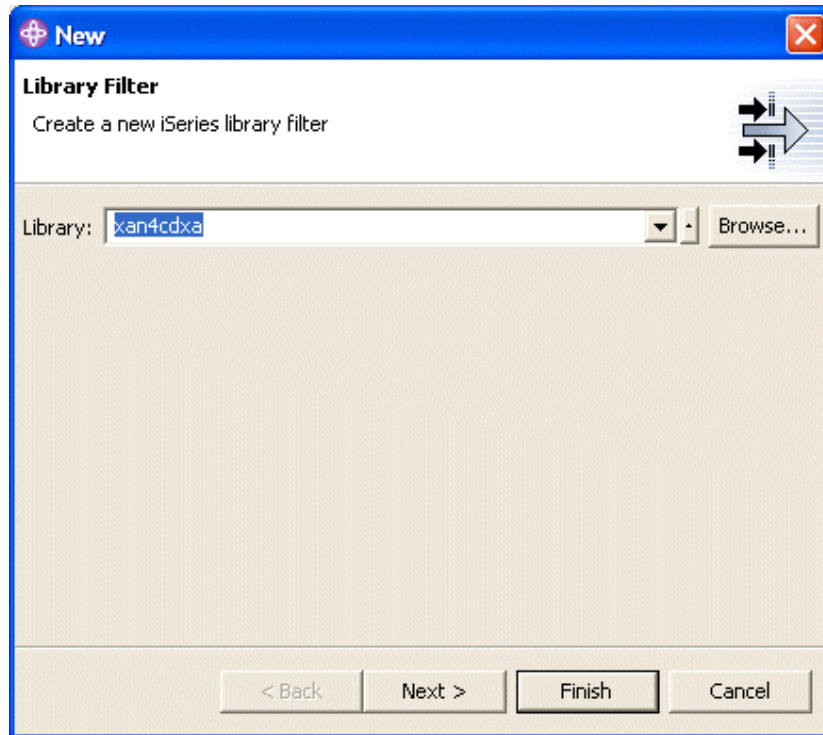 New
Library Filter
Create a new iSeries library filter
Library: xan4cdxa Browse...
< Back Next > Finish Cancel